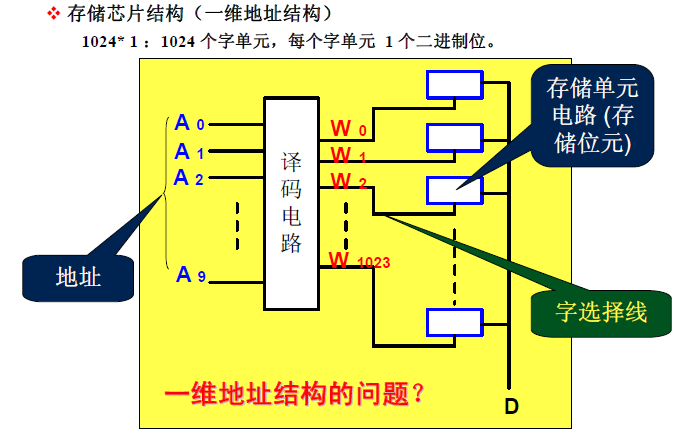 ❖ 存储芯片结构（一维地址结构）
1024* 1：1024 个字单元，每个字单元 1 个二进制位。
存储单元
电路 (存
储位元)
A 0
A 1
A 2
A 9
译
码
电
路
W 0
W 1
W 2
W 1023
地址
字选择线
一维地址结构的问题？
D